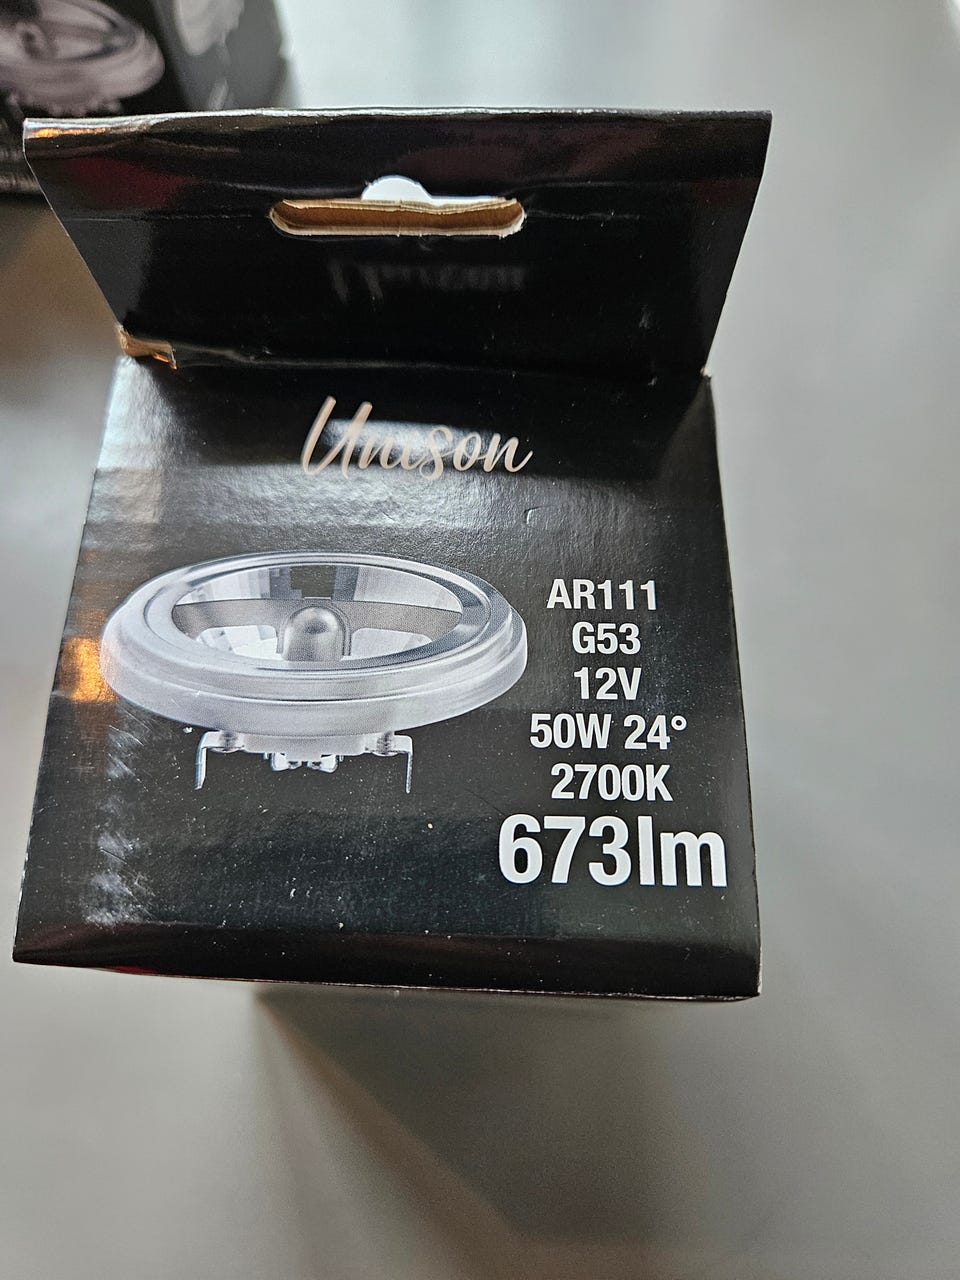 Unison
AR111
G53
12V
50W 24°
2700K
673lm